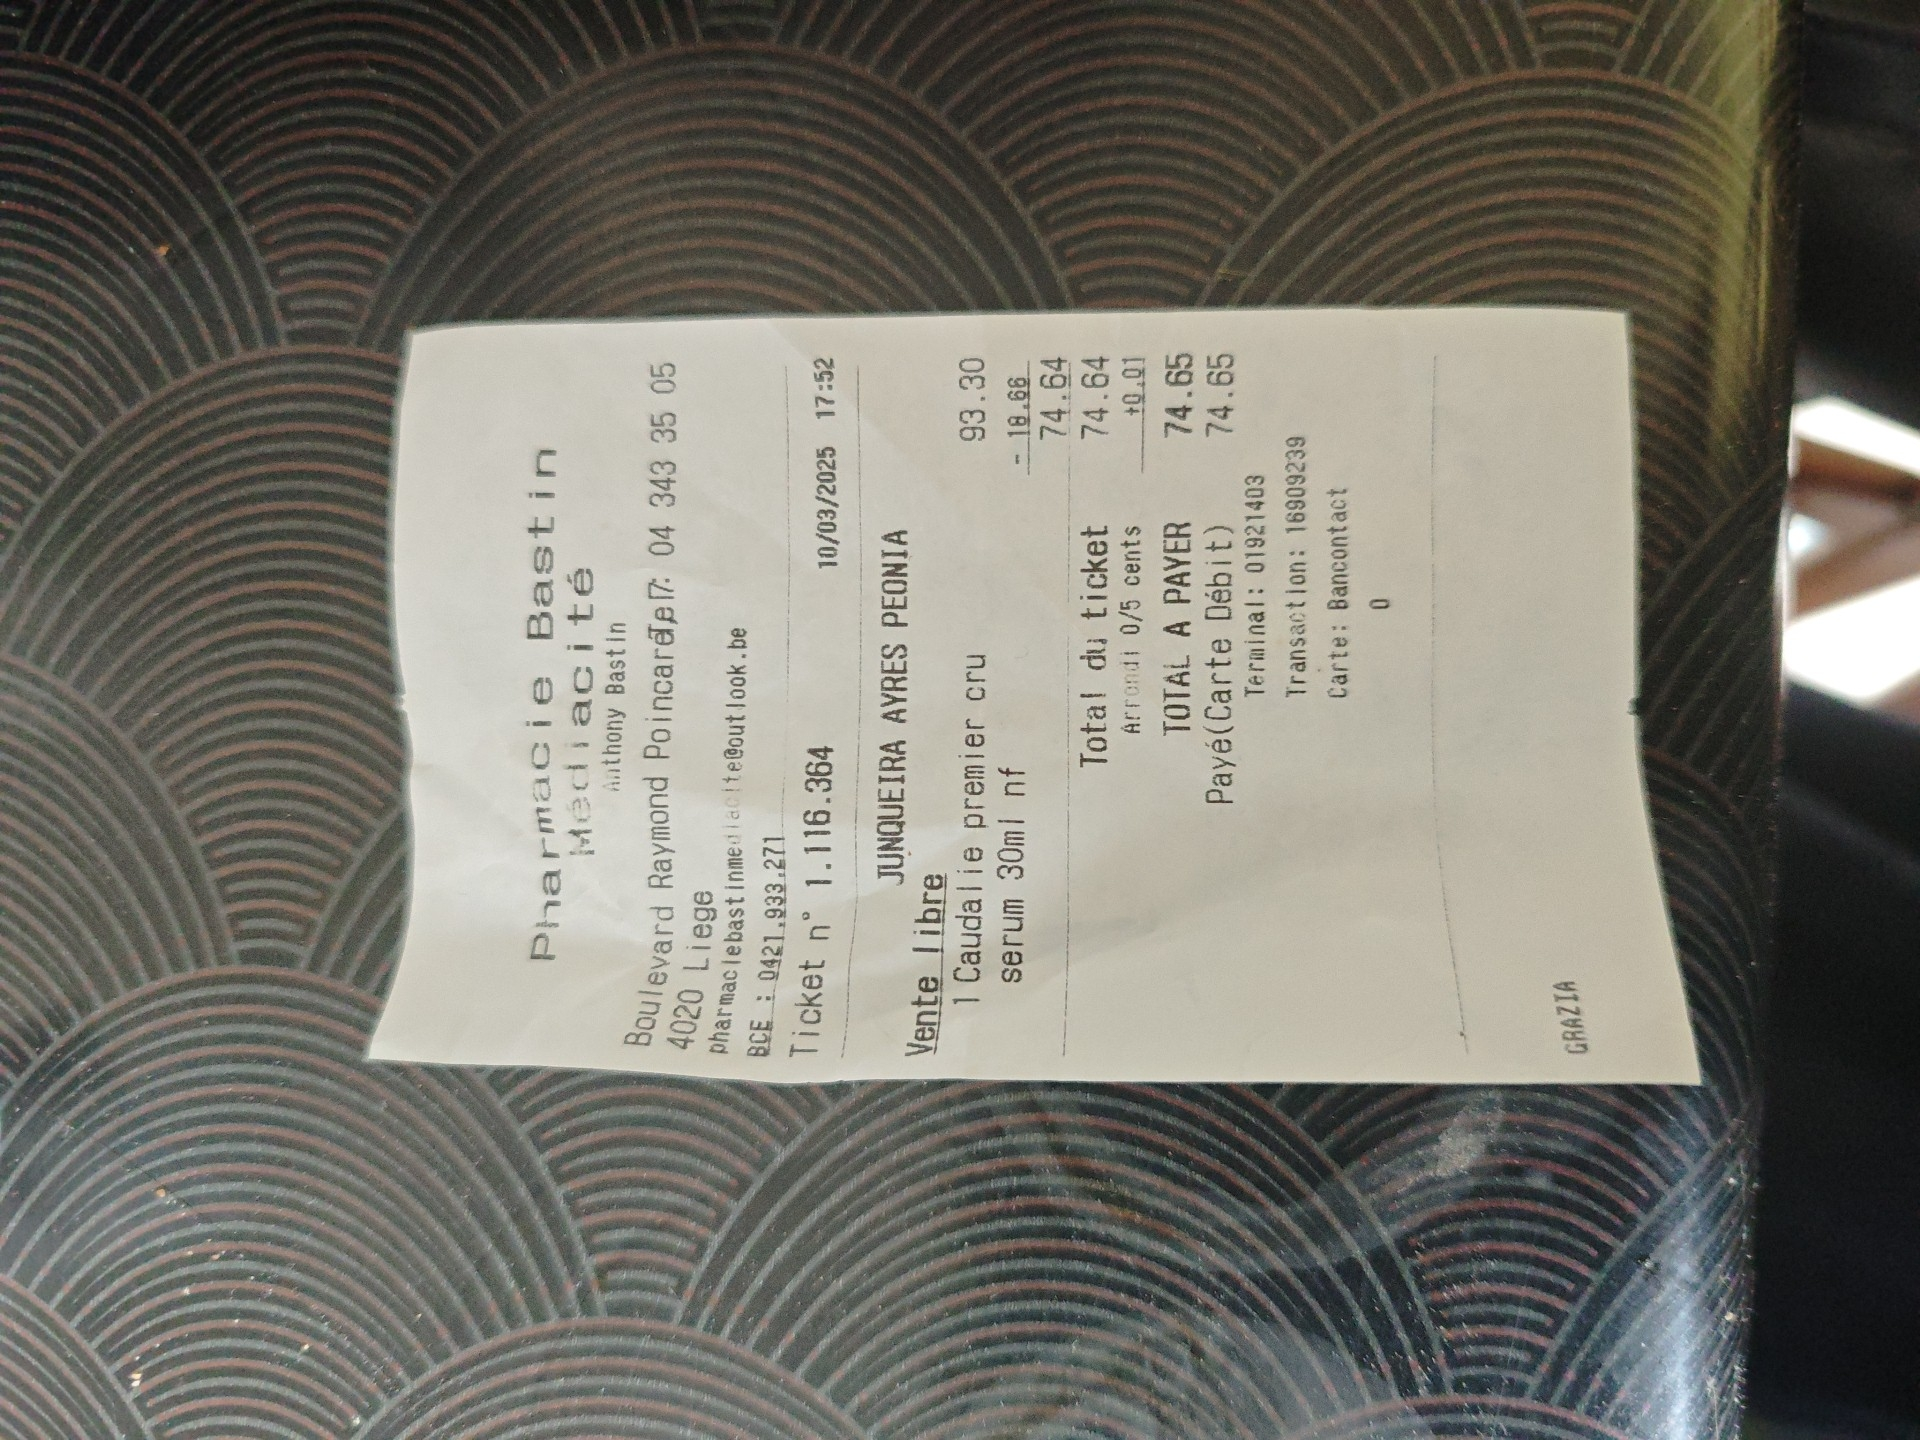 Pharmacie Bastin
Médiacité
Anthony Bastin
Boulevard Raymond Poincaré 7: 04 343 35 05
4020 Liege
pharmaciebastinmediacite@outlook.be
BCE : 0421.933.271
Ticket n° 1.116.364 10/03/2025 17:52
JUNQUEIRA AYRES PEONIA
Vente libre
1 Caudalie premier cru 93.30
serum 30ml nf - 18.66
74.64
Total du ticket 74.64
Arrondi 0/5 cents +0.01
TOTAL A PAYER 74.65
Payé(Carte Débit) 74.65
Terminal: 01921403
Transaction: 16909239
Carte: Bancontact
0
GRAZIA